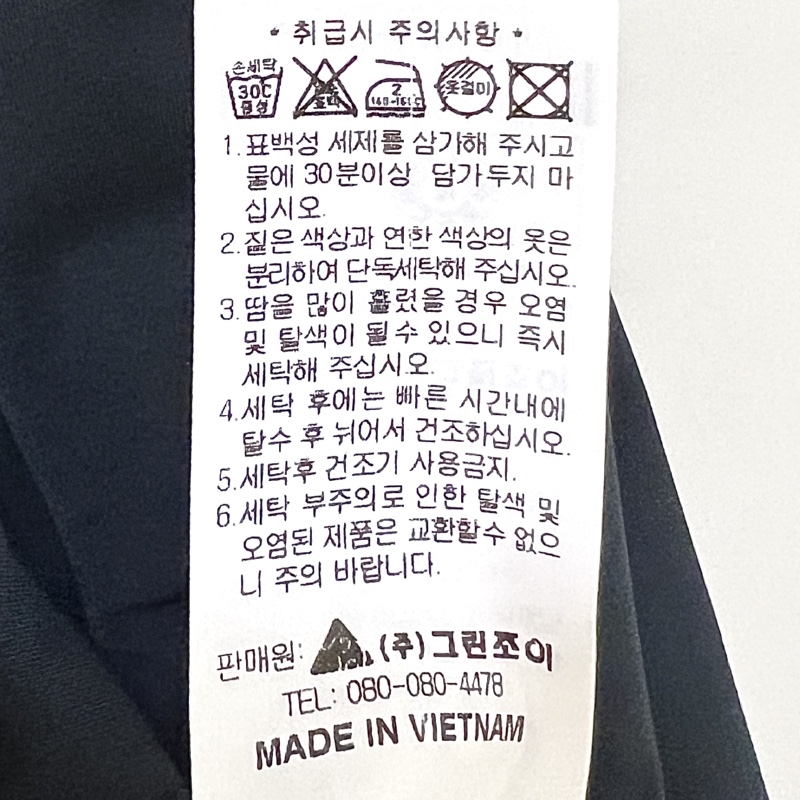 · 취급시 주의사항 ·
손세탁
30C
중성
옷걸이
2
140-160C
1. 표백성 세제를 삼가해 주시고
물에 30분이상 담가두지 마
십시오.
2. 짙은 색상과 연한 색상의 옷은
분리하여 단독세탁해 주십시오.
3. 땀을 많이 흘렸을 경우 오염
및 탈색이 될수 있으니 즉시
세탁해 주십시오.
4. 세탁 후에는 빠른 시간내에
탈수 후 뉘어서 건조하십시오.
5. 세탁후 건조기 사용금지.
6. 세탁 부주의로 인한 탈색 및
오염된 제품은 교환할수 없으
니 주의 바랍니다.
판매원: (주)그린조이
TEL: 080-080-4478
MADE IN VIETNAM